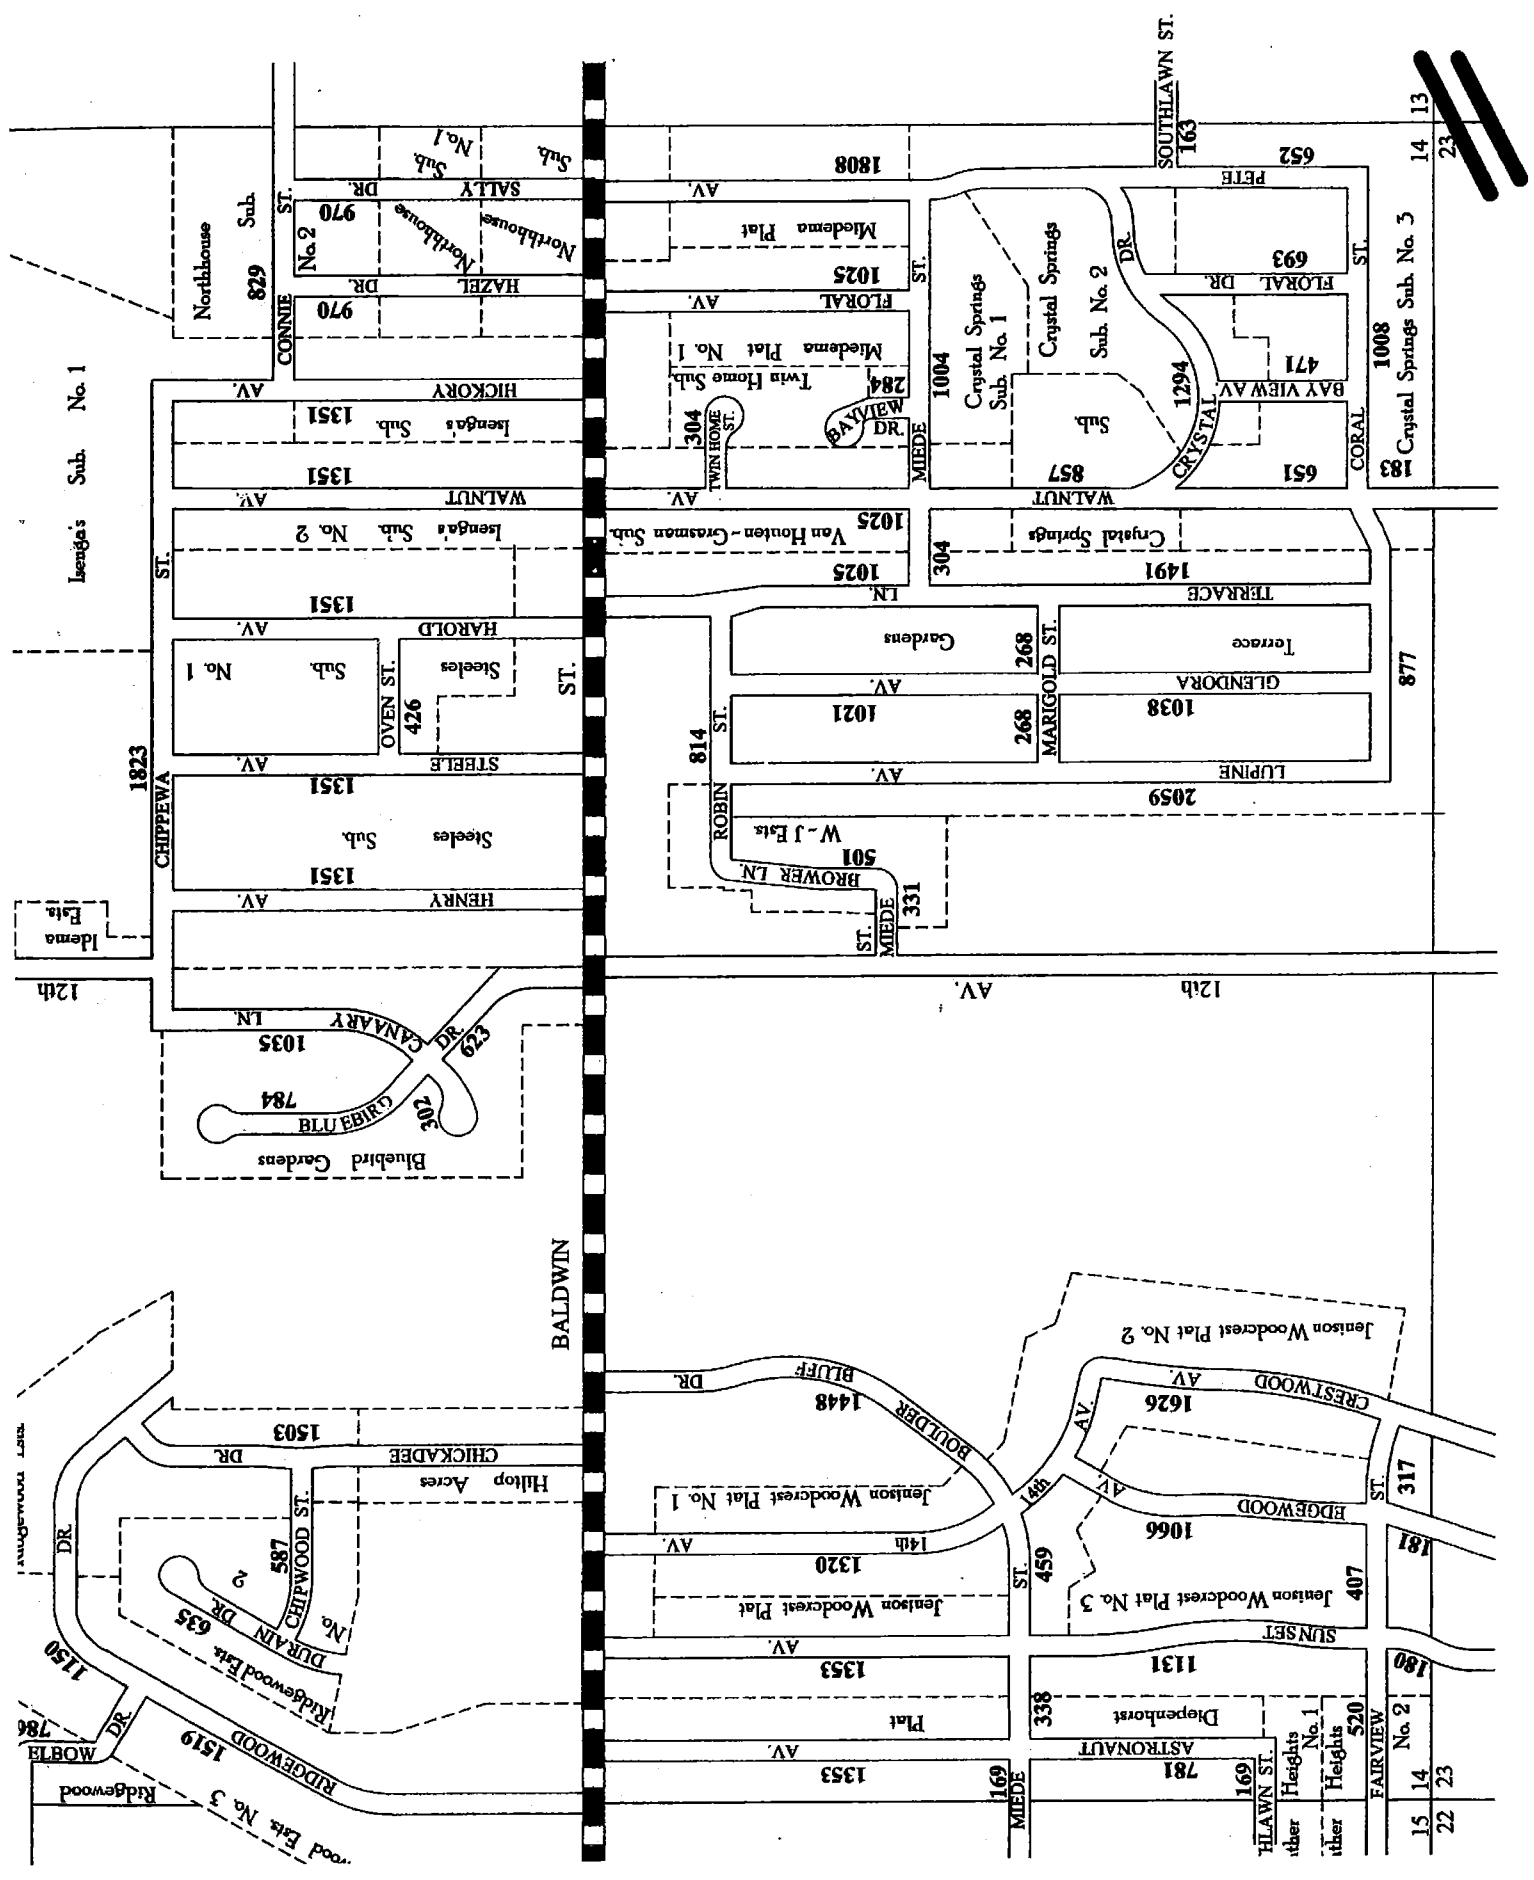 SOUTHLAWN ST.
163
13
14
23
652
PETE
1808
Northhouse
Sub.
No. 2
Sub.
No. 1
Sub.
SALLY DR.
970
AV.
ST.
Northhouse
Northhouse
Miedema Plat
829
CONNIE
HAZEL DR.
970
1025
FLORAL AV.
ST.
Crystal Springs
Sub. No. 1
Crystal Springs
Sub. No. 2
DR.
693
FLORAL DR.
ST.
1008
Crystal Springs Sub. No. 3
Isenga's Sub. No. 1
HICKORY AV.
1351
Isenga's Sub.
Miedema Plat No. 1
Twin Home Sub.
284
BAYVIEW
DR.
304
TWIN HOME
ST.
1004
MIEDE
Sub.
1294
CRYSTAL
471
BAY VIEW AV.
CORAL
183
1351
WALNUT AV.
AV.
857
WALNUT
651
Isenga's Sub. No. 2
Van Houten-Grasman Sub.
1025
Crystal Springs
ST.
1351
HAROLD AV.
1025
LN.
304
1491
TERRACE
Steeles
Sub. No. 1
OVEN ST.
426
ST.
Gardens
268
MARIGOLD ST.
Terrace
877
GLENDORA
AV.
1823
CHIPPEWA
STEELE AV.
1351
814
ROBIN
ST.
1021
268
1038
LUPINE
AV.
2059
Steeles Sub.
1351
HENRY AV.
W-J Ests.
501
BROWER LN.
331
MIEDE
ST.
Idema
Ests.
12th
12th AV.
CANARY LN.
1035
DR.
623
784
BLUEBIRD
302
Bluebird Gardens
BALDWIN
Jenison Woodcrest Plat No. 2
BLUFF
DR.
1448
BOULDER
CRESTWOOD AV.
1626
AV.
14th
1503
CHICKADEE DR.
Hiltop Acres
Jenison Woodcrest Plat No. 1
AV.
EDGEWOOD
1066
ST.
317
181
DR.
587
CHIPWOOD ST.
14th AV.
1320
ST.
459
2
No.
635
DURAIN DR.
Ridgewood Ests.
Jenison Woodcrest Plat
Jenison Woodcrest Plat No. 3
407
SUNSET
AV.
1353
1131
180
1150
DR.
ELBOW
786
1519
RIDGEWOOD
Plat
338
Diepenhorst
No. 1
Heights
Heights
520
FAIRVIEW
No. 2
ASTRONAUT
AV.
1353
169
MIEDE
781
169
HLAWN ST.
14
23
15
22
Ridgewood
wood Ests. No. 3
ther
ther